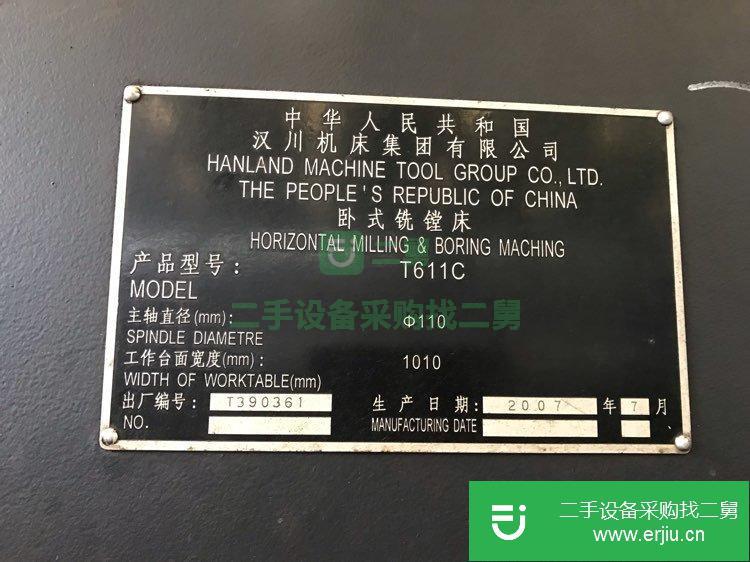 中华人民共和国
汉川机床集团有限公司
HANLAND MACHINE TOOL GROUP CO., LTD.
THE PEOPLE'S REPUBLIC OF CHINA
卧式铣镗床
HORIZONTAL MILLING & BORING MACHING
二舅
产品型号: T611C
MODEL
二手设备采购找二舅
主轴直径(mm): Φ110
SPINDLE DIAMETRE
工作台面宽度(mm): 1010
WIDTH OF WORKTABLE(mm)
出厂编号: T390361 生产日期: 2007 年 7 月
NO. MANUFACTURING DATE
二手设备采购找二舅
www.erjiu.cn